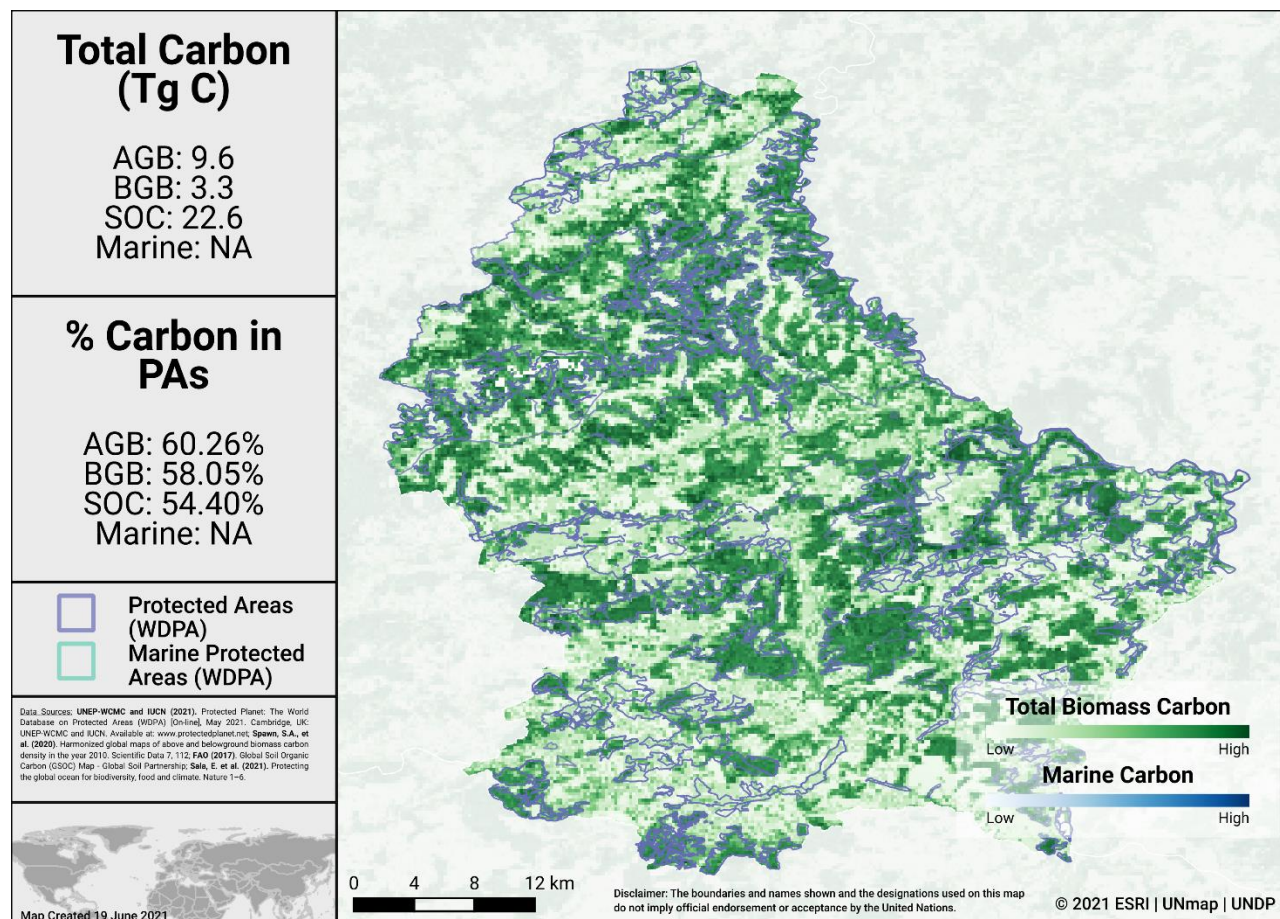 Total Carbon
(Tg C)
AGB: 9.6
BGB: 3.3
SOC: 22.6
Marine: NA
% Carbon in
PAs
AGB: 60.26%
BGB: 58.05%
SOC: 54.40%
Marine: NA
Protected Areas
(WDPA)
Marine Protected
Areas (WDPA)
Data Sources: UNEP-WCMC and IUCN (2021). Protected Planet: The World
Database on Protected Areas (WDPA) [On-line], May 2021. Cambridge, UK:
UNEP-WCMC and IUCN. Available at: www.protectedplanet.net; Spawn, S.A., et
al. (2020). Harmonized global maps of above and belowground biomass carbon
density in the year 2010. Scientific Data 7, 112; FAO (2017). Global Soil Organic
Carbon (GSOC) Map - Global Soil Partnership; Sala, E. et al. (2021). Protecting
the global ocean for biodiversity, food and climate. Nature 1–6.
Map Created 19 June 2021
Total Biomass Carbon
Low High
Marine Carbon
Low High
0 4 8 12 km
Disclaimer: The boundaries and names shown and the designations used on this map
do not imply official endorsement or acceptance by the United Nations.
© 2021 ESRI | UNmap | UNDP